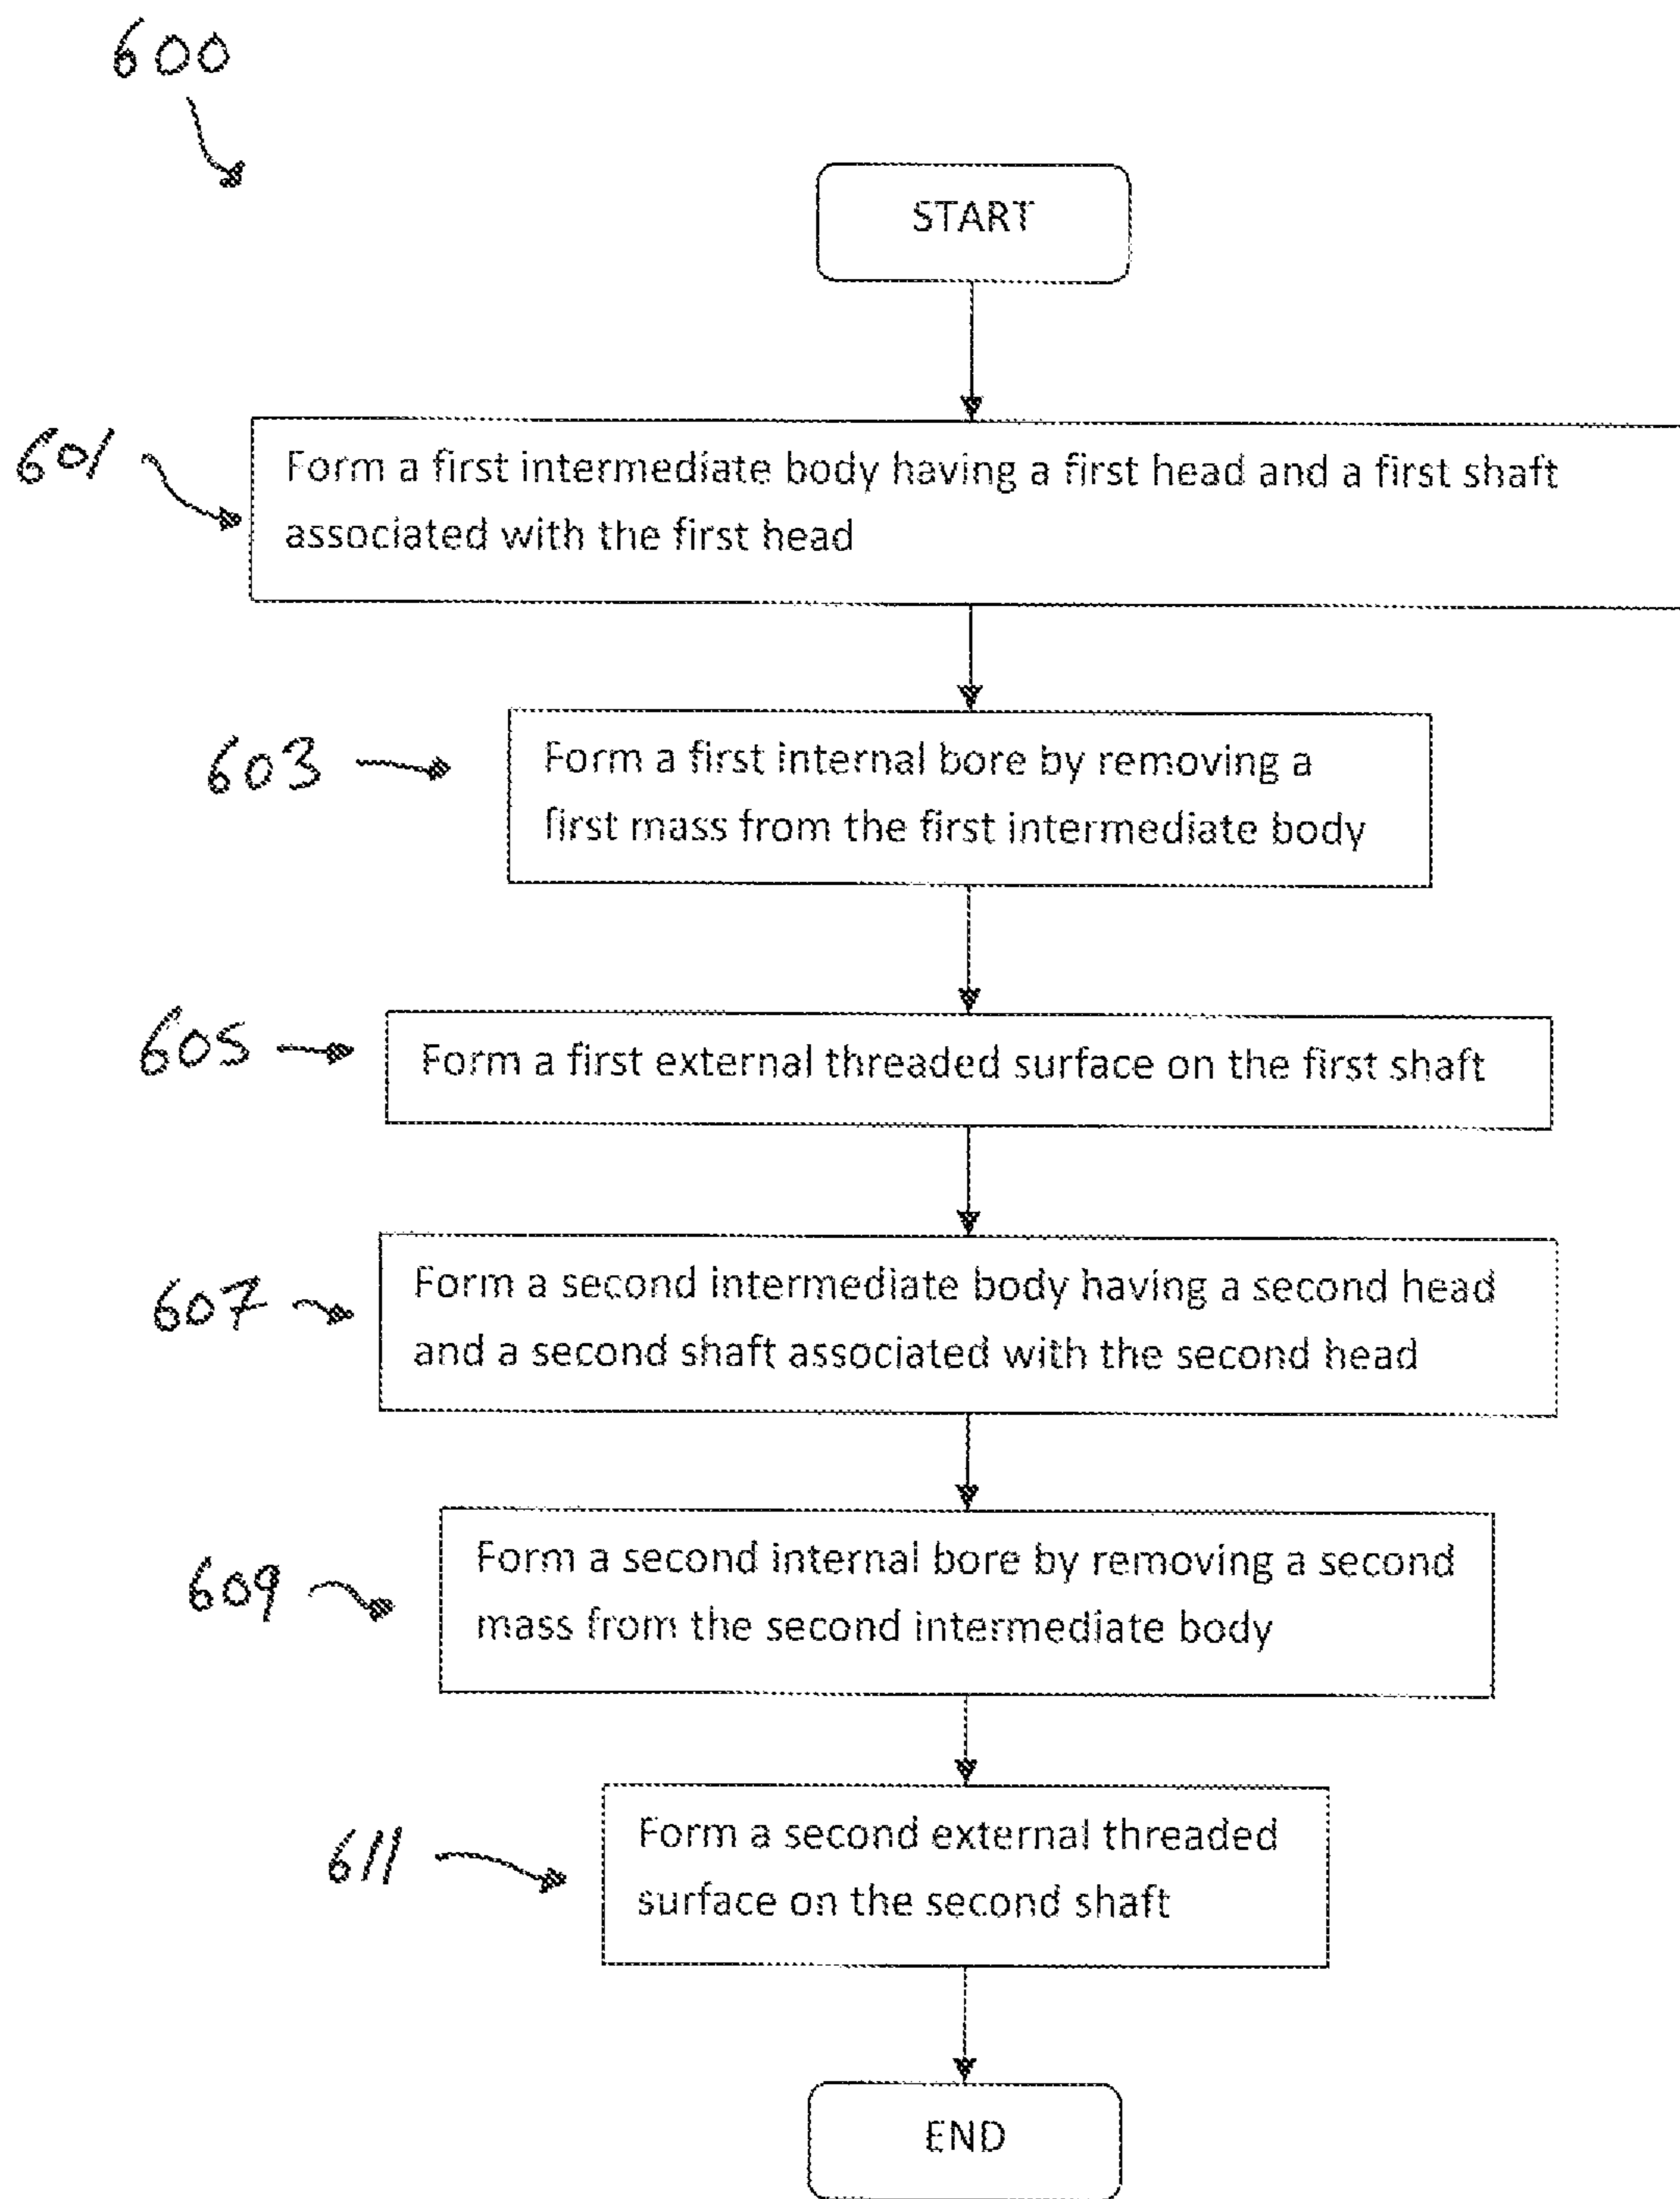 600
START
601
Form a first intermediate body having a first head and a first shaft
associated with the first head
603
Form a first internal bore by removing a
first mass from the first intermediate body
605
Form a first external threaded surface on the first shaft
607
Form a second intermediate body having a second head
and a second shaft associated with the second head
609
Form a second internal bore by removing a second
mass from the second intermediate body
611
Form a second external threaded
surface on the second shaft
END